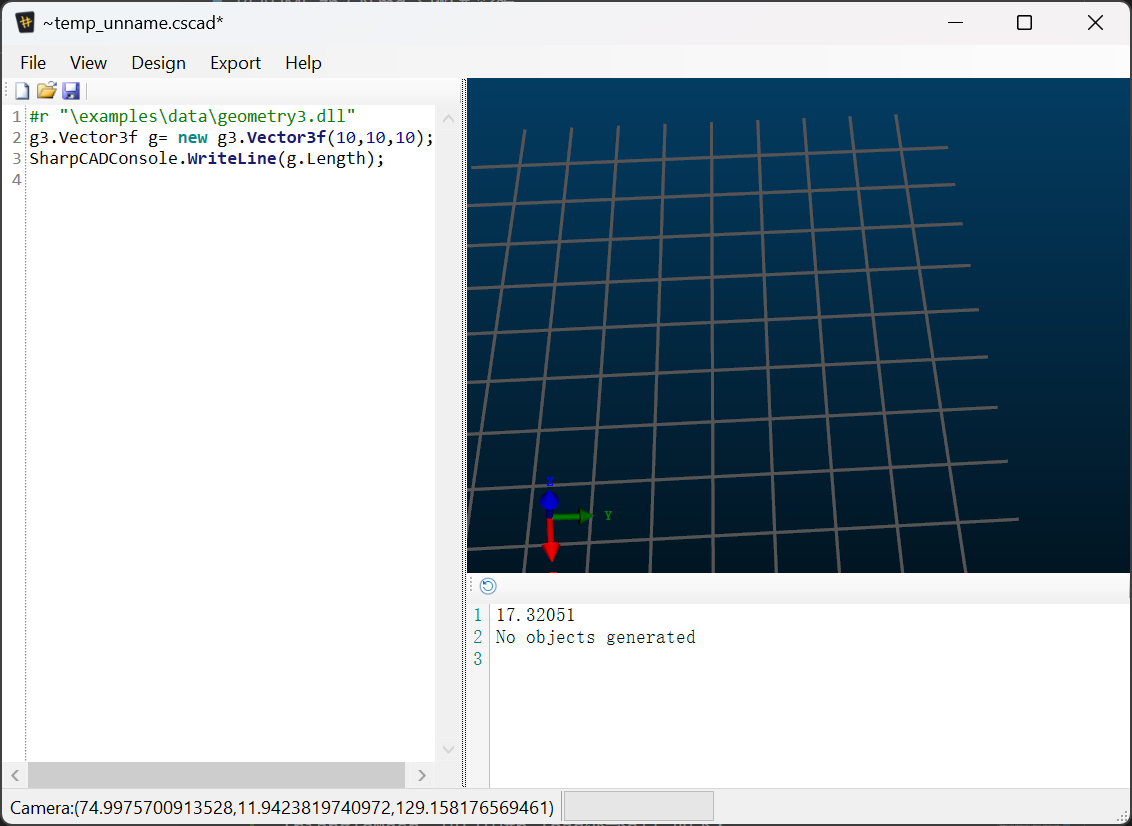 ~temp_unname.cscad*
File View Design Export Help
1 #r "\examples\data\geometry3.dll"
2 g3.Vector3f g= new g3.Vector3f(10,10,10);
3 SharpCADConsole.WriteLine(g.Length);
4
Z
Y
1 17.32051
2 No objects generated
3
Camera:(74.9975700913528,11.9423819740972,129.158176569461)